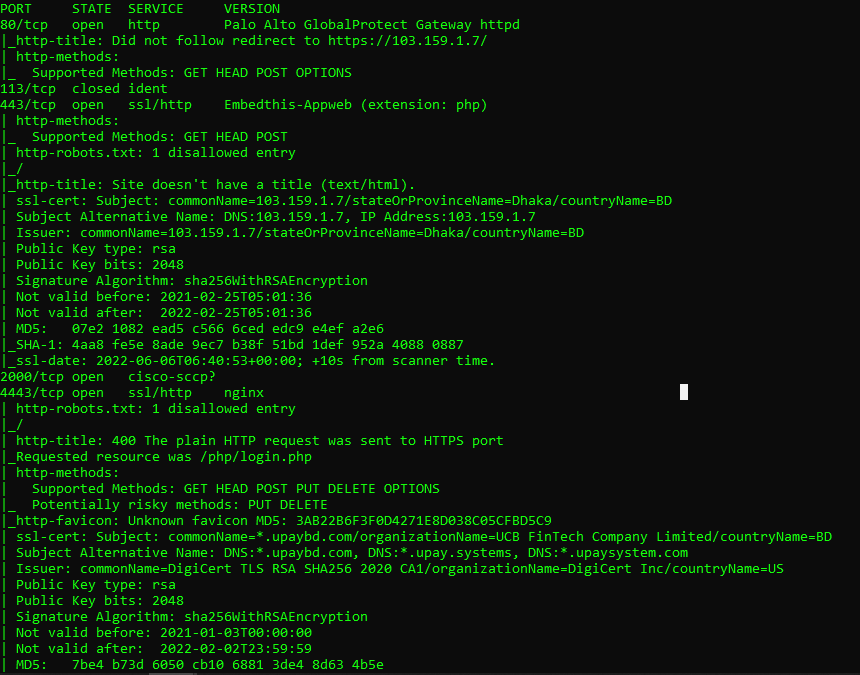 PORT     STATE  SERVICE     VERSION
80/tcp   open   http        Palo Alto GlobalProtect Gateway httpd
|_http-title: Did not follow redirect to https://103.159.1.7/
| http-methods:
|_  Supported Methods: GET HEAD POST OPTIONS
113/tcp  closed ident
443/tcp  open   ssl/http    Embedthis-Appweb (extension: php)
| http-methods:
|_  Supported Methods: GET HEAD POST
| http-robots.txt: 1 disallowed entry
|_/
|_http-title: Site doesn't have a title (text/html).
| ssl-cert: Subject: commonName=103.159.1.7/stateOrProvinceName=Dhaka/countryName=BD
| Subject Alternative Name: DNS:103.159.1.7, IP Address:103.159.1.7
| Issuer: commonName=103.159.1.7/stateOrProvinceName=Dhaka/countryName=BD
| Public Key type: rsa
| Public Key bits: 2048
| Signature Algorithm: sha256WithRSAEncryption
| Not valid before: 2021-02-25T05:01:36
| Not valid after:  2022-02-25T05:01:36
| MD5:   07e2 1082 ead5 c566 6ced edc9 e4ef a2e6
|_SHA-1: 4aa8 fe5e 8ade 9ec7 b38f 51bd 1def 952a 4088 0887
|_ssl-date: 2022-06-06T06:40:53+00:00; +10s from scanner time.
2000/tcp open   cisco-sccp?
4443/tcp open   ssl/http    nginx
| http-robots.txt: 1 disallowed entry
|_/
| http-title: 400 The plain HTTP request was sent to HTTPS port
|_Requested resource was /php/login.php
| http-methods:
|   Supported Methods: GET HEAD POST PUT DELETE OPTIONS
|_  Potentially risky methods: PUT DELETE
|_http-favicon: Unknown favicon MD5: 3AB22B6F3F0D4271E8D038C05CFBD5C9
| ssl-cert: Subject: commonName=*.upaybd.com/organizationName=UCB FinTech Company Limited/countryName=BD
| Subject Alternative Name: DNS:*.upaybd.com, DNS:*.upay.systems, DNS:*.upaysystem.com
| Issuer: commonName=DigiCert TLS RSA SHA256 2020 CA1/organizationName=DigiCert Inc/countryName=US
| Public Key type: rsa
| Public Key bits: 2048
| Signature Algorithm: sha256WithRSAEncryption
| Not valid before: 2021-01-03T00:00:00
| Not valid after:  2022-02-02T23:59:59
| MD5:   7be4 b73d 6050 cb10 6881 3de4 8d63 4b5e